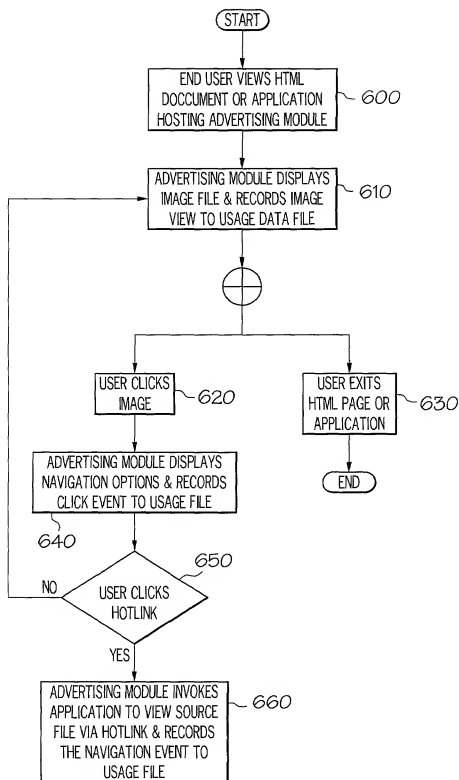 START
END USER VIEWS HTML
DOCCUMENT OR APPLICATION
HOSTING ADVERTISING MODULE
600
ADVERTISING MODULE DISPLAYS
IMAGE FILE & RECORDS IMAGE
VIEW TO USAGE DATA FILE
610
USER CLICKS
IMAGE
620
USER EXITS
HTML PAGE OR
APPLICATION
630
END
ADVERTISING MODULE DISPLAYS
NAVIGATION OPTIONS & RECORDS
CLICK EVENT TO USAGE FILE
640
650
NO
USER CLICKS
HOTLINK
YES
ADVERTISING MODULE INVOKES
APPLICATION TO VIEW SOURCE
FILE VIA HOTLINK & RECORDS
THE NAVIGATION EVENT TO
USAGE FILE
660